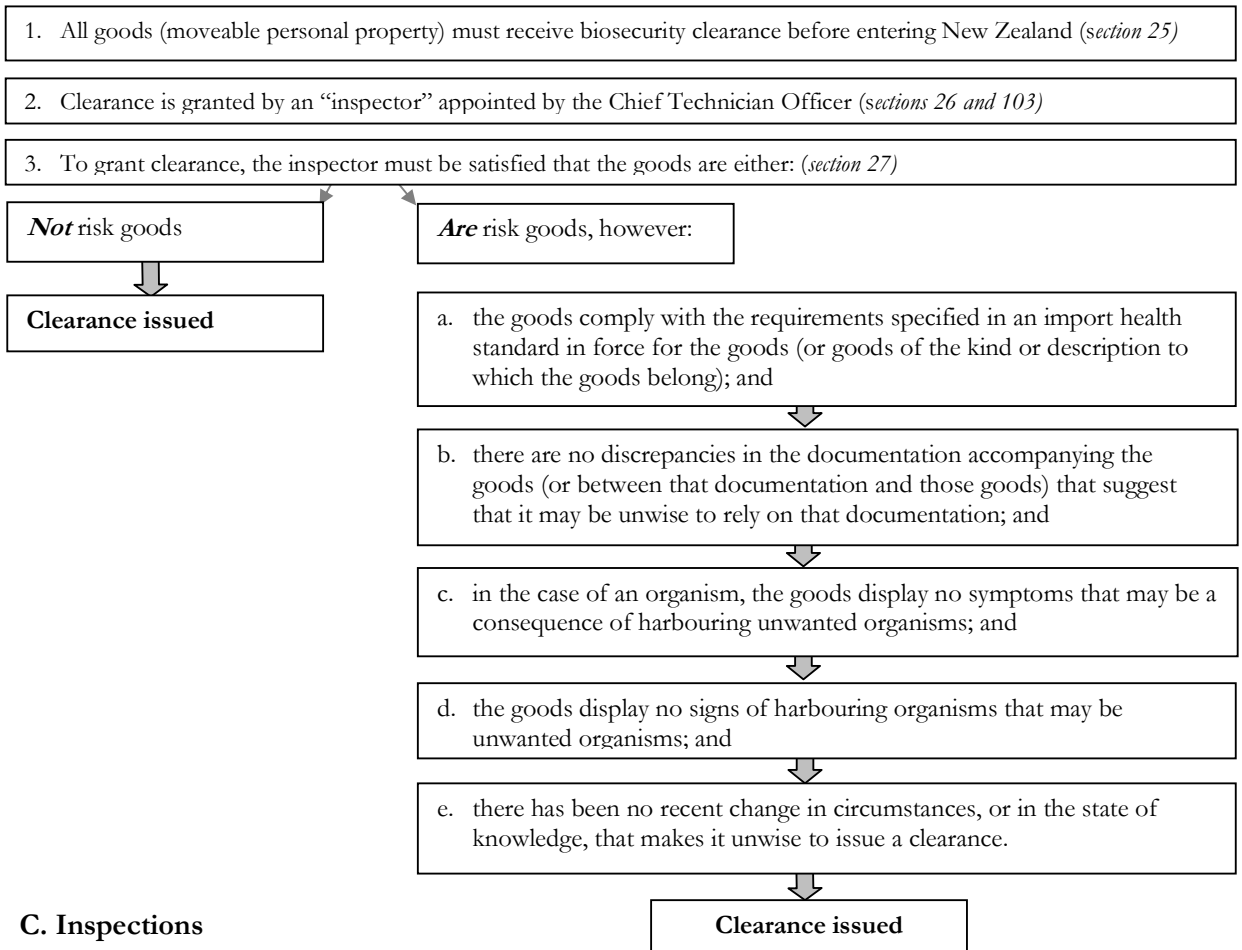 1. All goods (moveable personal property) must receive biosecurity clearance before entering New Zealand (section 25)
2. Clearance is granted by an “inspector” appointed by the Chief Technician Officer (sections 26 and 103)
3. To grant clearance, the inspector must be satisfied that the goods are either: (section 27)
Not risk goods
Clearance issued
Are risk goods, however:
a. the goods comply with the requirements specified in an import health
standard in force for the goods (or goods of the kind or description to
which the goods belong); and
b. there are no discrepancies in the documentation accompanying the
goods (or between that documentation and those goods) that suggest
that it may be unwise to rely on that documentation; and
c. in the case of an organism, the goods display no symptoms that may be a
consequence of harbouring unwanted organisms; and
d. the goods display no signs of harbouring organisms that may be
unwanted organisms; and
e. there has been no recent change in circumstances, or in the state of
knowledge, that makes it unwise to issue a clearance.
Clearance issued
C. Inspections